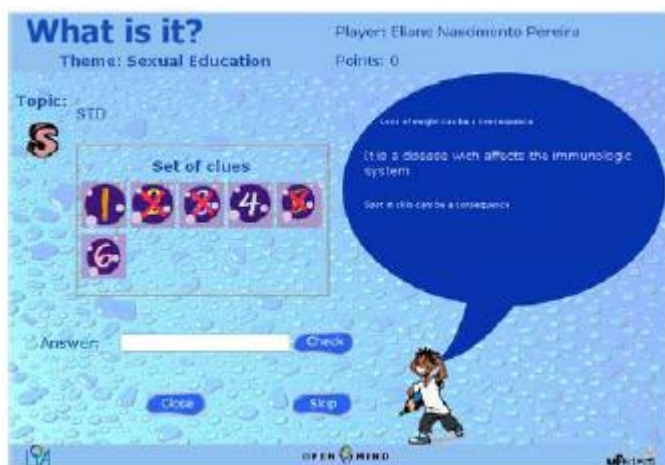 What is it?
Player: Eliane Nascimento Pereira
Theme: Sexual Education
Points: 0
Topic:
STD
S
Set of clues
1 2 3 4 5
6
Loss of weight can be a consequence
It is a disease wich affects the immunologic
system
Spot in skin can be a consequence
Answer:
Check
Close
Skip
LIA
OPEN MIND